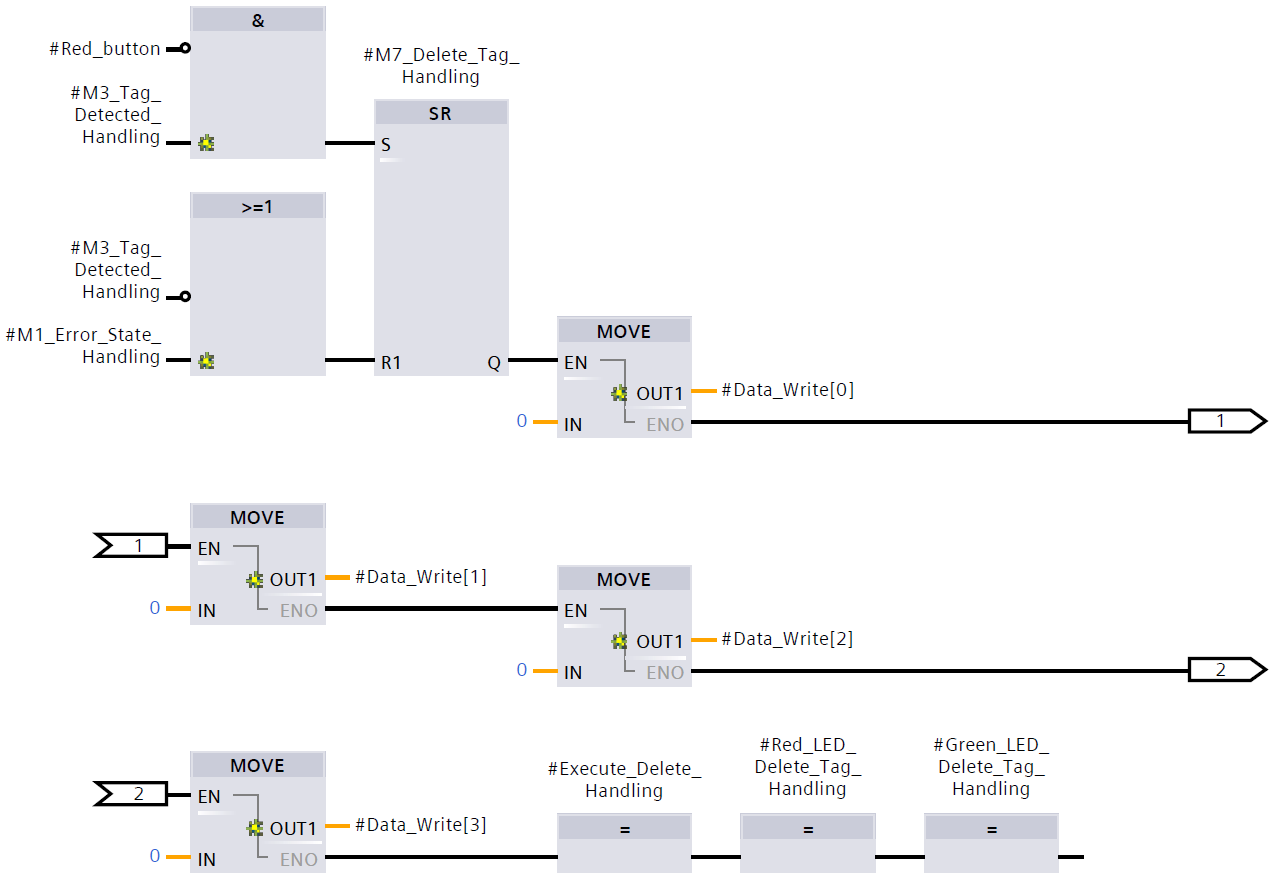 &
#Red_button
#M3_Tag_
Detected_
Handling
#M7_Delete_Tag_
Handling
SR
S
>=1
#M3_Tag_
Detected_
Handling
#M1_Error_State_
Handling
R1 Q
MOVE
EN
OUT1 #Data_Write[0]
0 IN ENO 1
MOVE
1 EN
OUT1 #Data_Write[1]
0 IN ENO
MOVE
EN
OUT1 #Data_Write[2]
0 IN ENO 2
MOVE
2 EN
OUT1 #Data_Write[3]
0 IN ENO
#Execute_Delete_
Handling
=
#Red_LED_
Delete_Tag_
Handling
=
#Green_LED_
Delete_Tag_
Handling
=